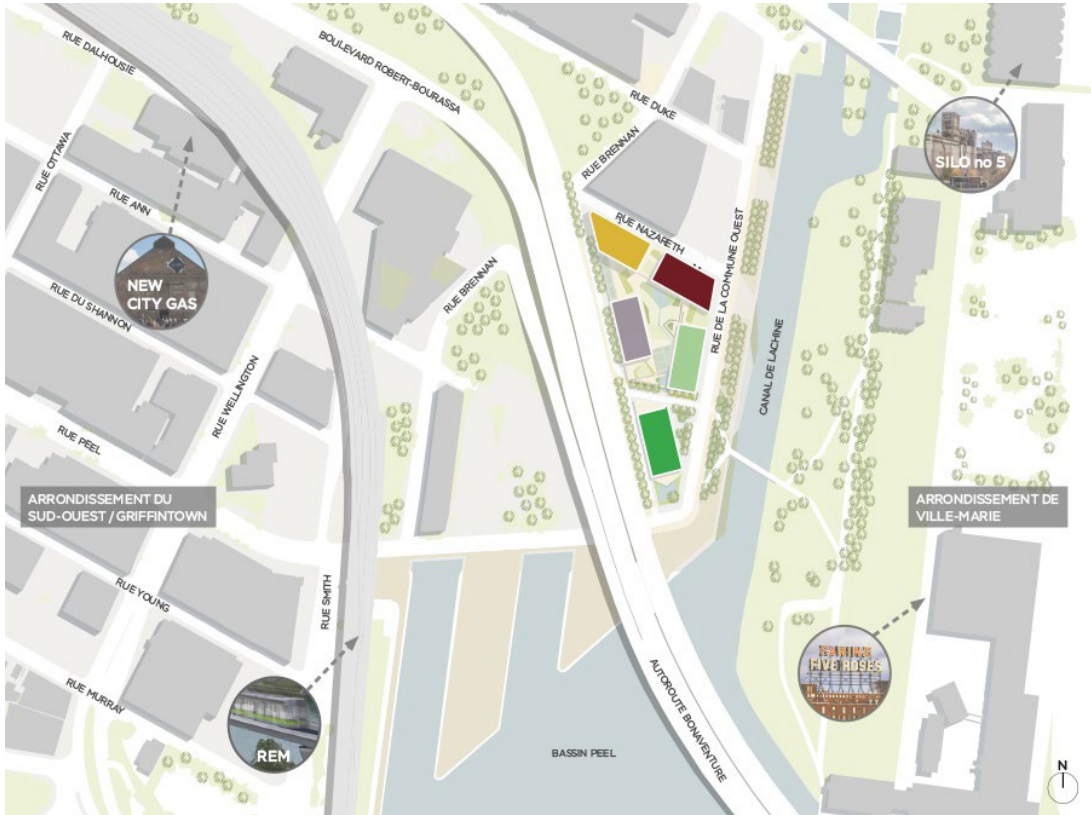 RUE DALHOUSIE
BOULEVARD ROBERT-BOURASSA
RUE DUKE
RUE BRENNAN
SILO no 5
RUE OTTAWA
RUE ANN
RUE NAZARETH
RUE DE LA COMMUNE OUEST
NEW
CITY GAS
RUE BRENNAN
RUE DU SHANNON
RUE WELLINGTON
CANAL DE LACHINE
RUE PEEL
ARRONDISSEMENT DU
SUD-OUEST / GRIFFINTOWN
ARRONDISSEMENT DE
VILLE-MARIE
RUE YOUNG
RUE SMITH
FARINE
FIVE ROSES
RUE MURRAY
AUTOROUTE BONAVENTURE
REM
BASSIN PEEL
N